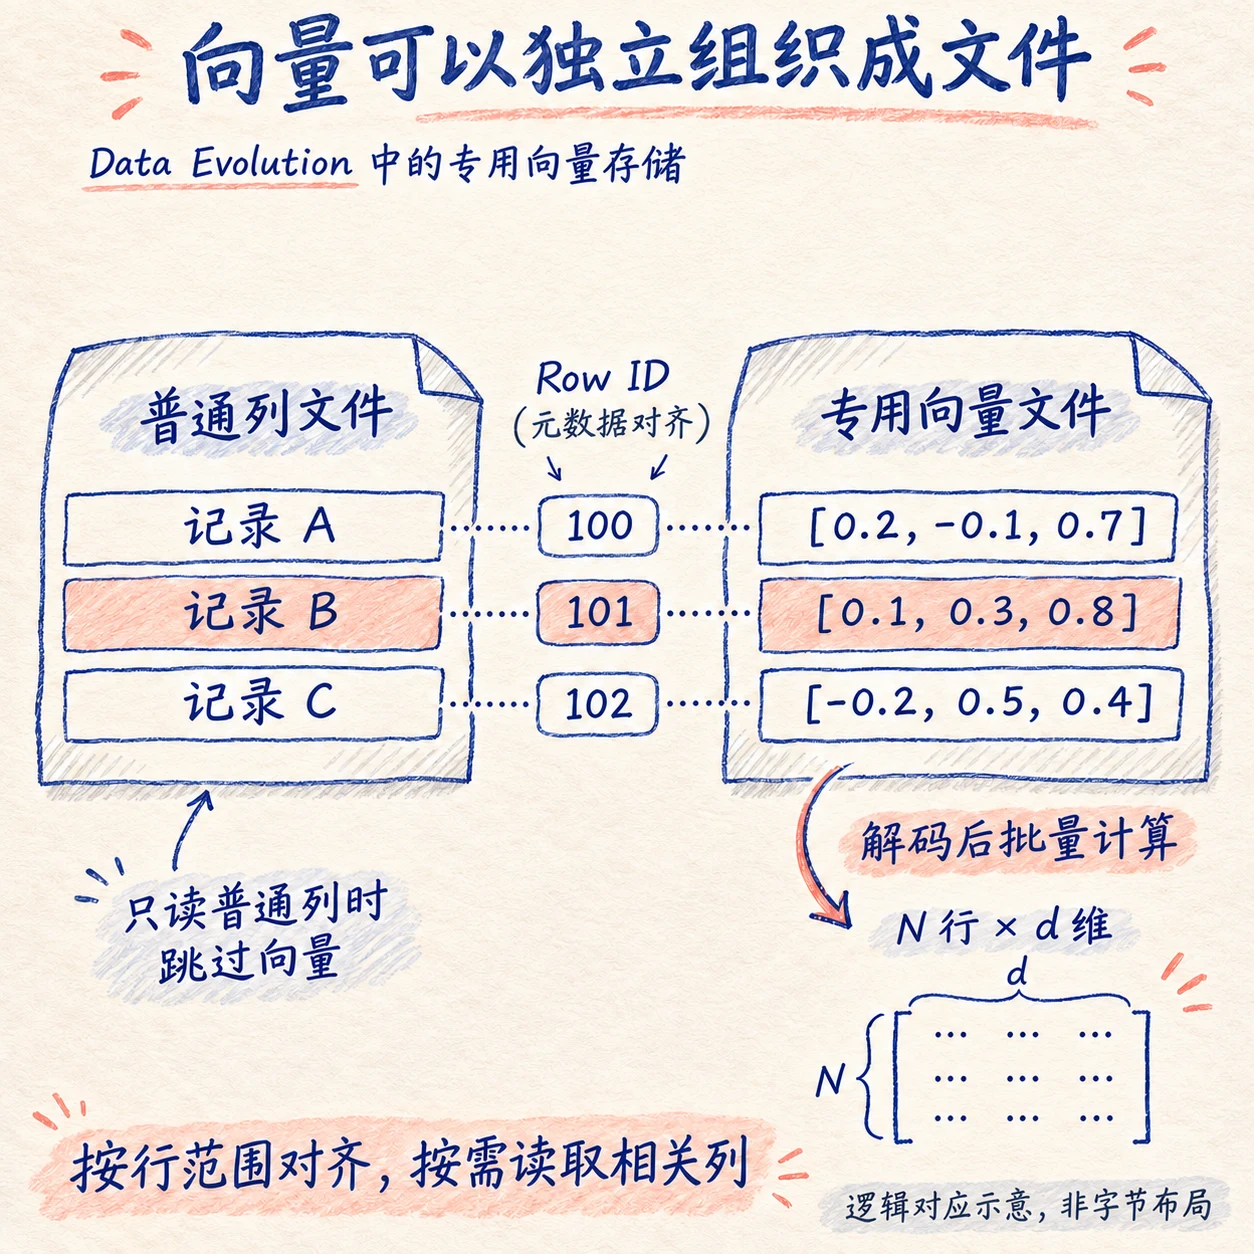 向量可以独立组织成文件
Data Evolution 中的专用向量存储
普通列文件
Row ID
(元数据对齐)
专用向量文件
记录 A
100
[0.2, -0.1, 0.7]
记录 B
101
[0.1, 0.3, 0.8]
记录 C
102
[-0.2, 0.5, 0.4]
只读普通列时
跳过向量
解码后批量计算
N 行 × d 维
d
N
... ... ...
... ... ...
... ... ...
按行范围对齐, 按需读取相关列
逻辑对应示意, 非字节布局